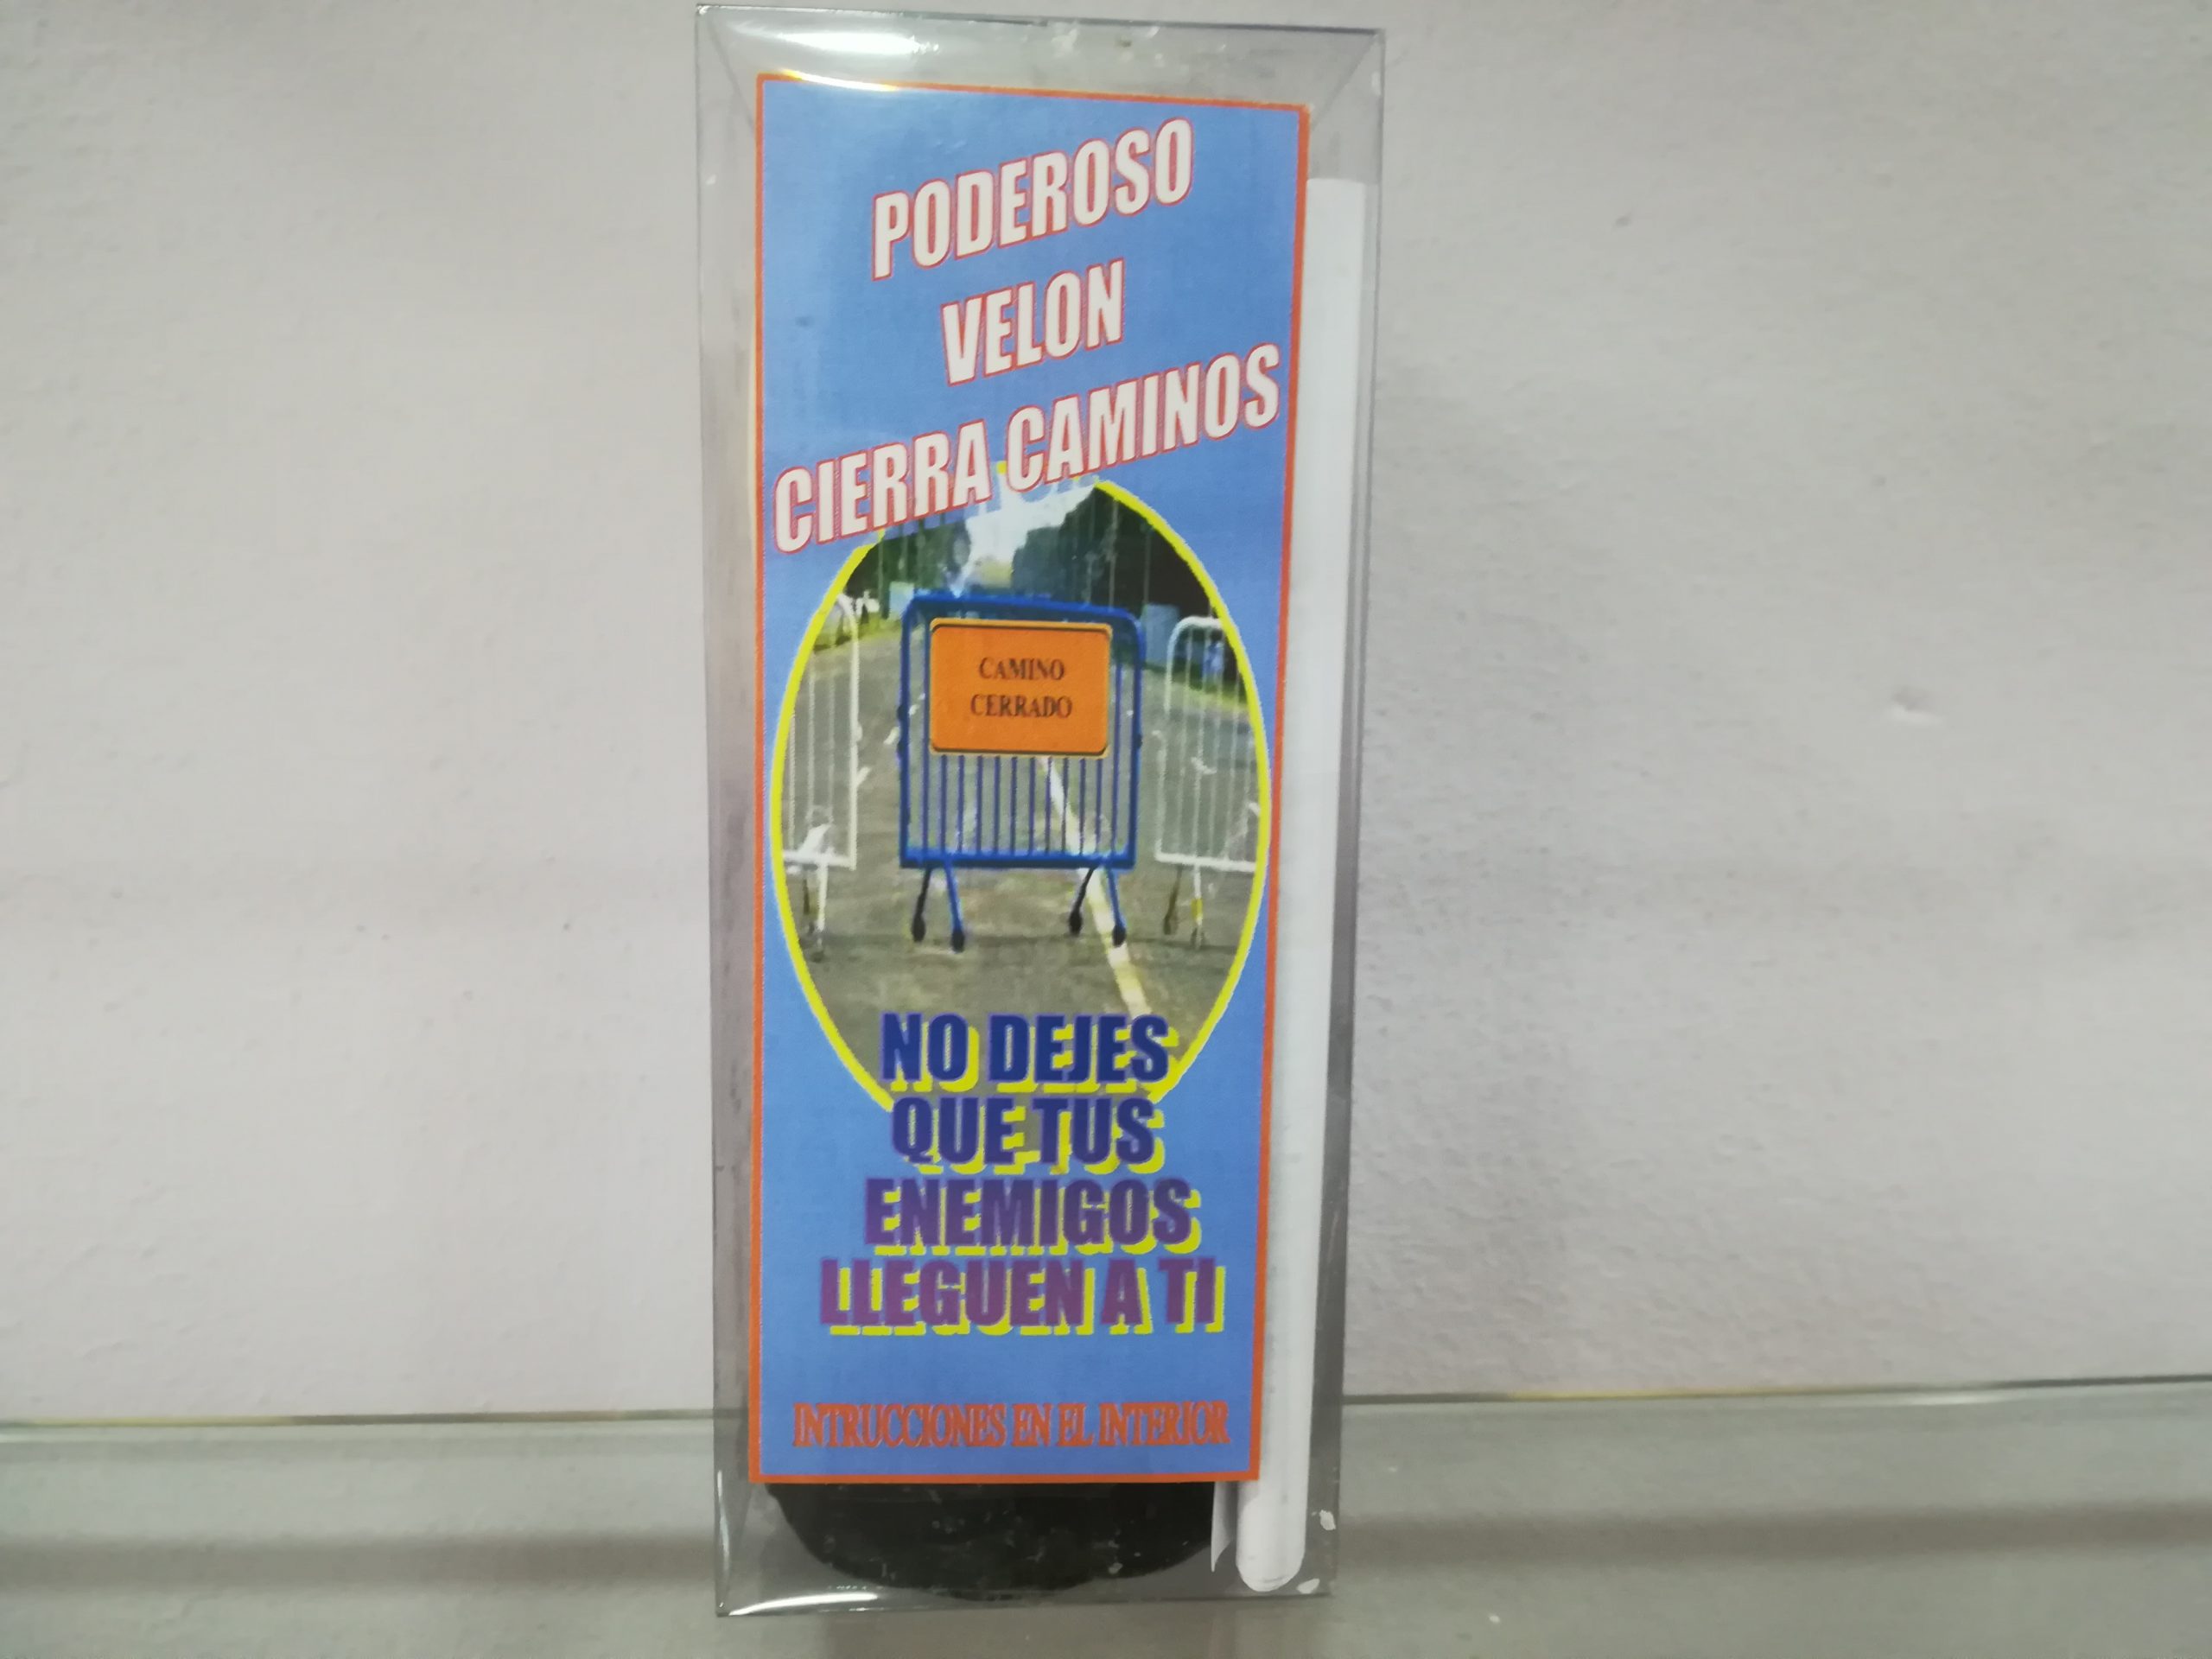 PODEROSO
VELON
CIERRA CAMINOS
CAMINO
CERRADO
NO DEJES
QUE TUS
ENEMIGOS
LLEGUEN A TI
INTRUCCIONES EN EL INTERIOR